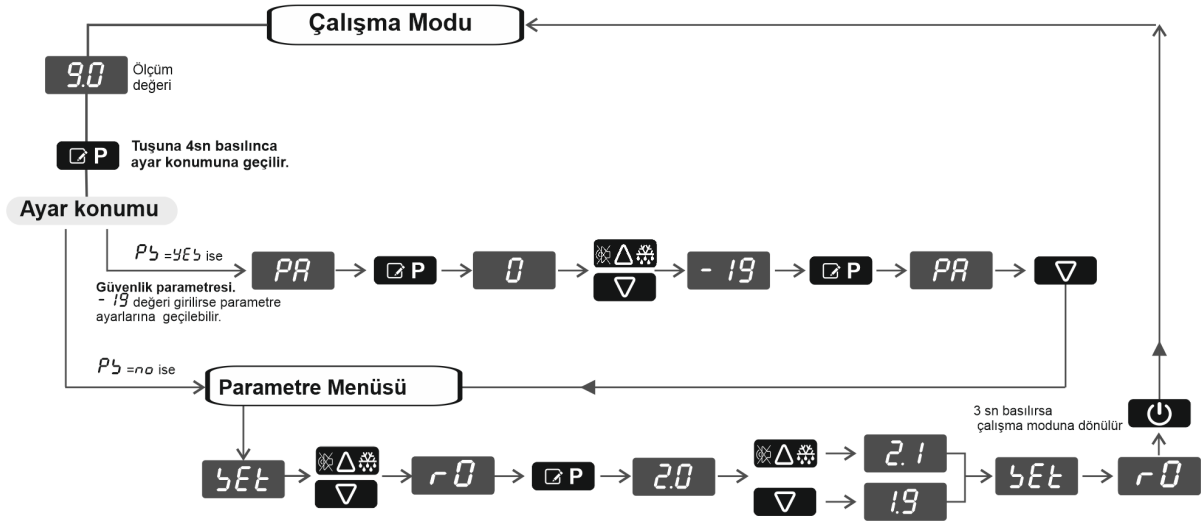 Çalışma Modu
9.0
Ölçüm
değeri
P
Tuşuna 4sn basılınca
ayar konumuna geçilir.
Ayar konumu
PS =YES ise
PA
P
0
- 19
P
PA
Güvenlik parametresi.
- 19 değeri girilirse parametre
ayarlarına geçilebilir.
PS =no ise
Parametre Menüsü
3 sn basılırsa
çalışma moduna dönülür
SEt
r0
P
2.0
2.1
1.9
SEt
r0